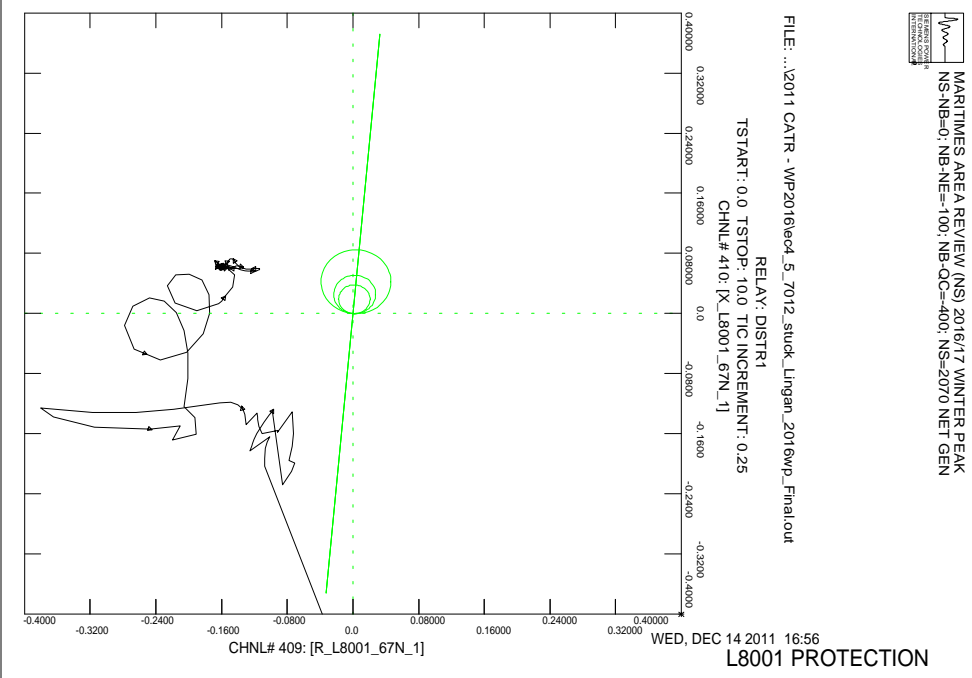 SIEMENS POWER
TECHNOLOGIES
INTERNATIONAL
MARITIMES AREA REVIEW (NS) 2016/17 WINTER PEAK
NS-NB=0; NB-NE=-100; NB-QC=-400; NS=2070 NET GEN
FILE: ...\2011 CATR - WP2016\ec4_5_7012_stuck_Lingan_2016wp_Final.out
RELAY: DISTR1
TSTART: 0.0 TSTOP: 10.0 TIC INCREMENT: 0.25
CHNL# 410: [X_L8001_67N_1]
0.40000
0.32000
0.24000
0.16000
0.08000
0.0
-0.0800
-0.1600
-0.2400
-0.3200
-0.4000
-0.4000
-0.3200
-0.2400
-0.1600
-0.0800
0.0
0.08000
0.16000
0.24000
0.32000
0.40000
CHNL# 409: [R_L8001_67N_1]
WED, DEC 14 2011 16:56
L8001 PROTECTION